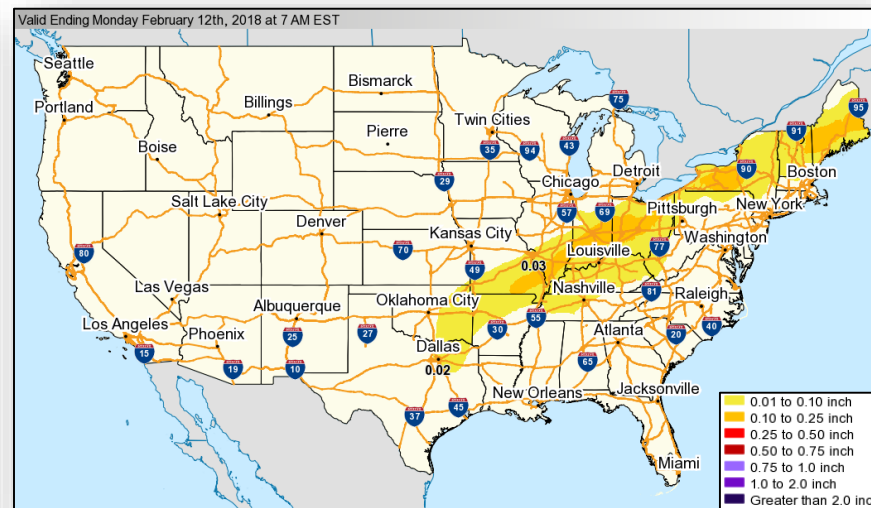 Valid Ending Monday February 12th, 2018 at 7 AM EST
Seattle
Portland
Billings
Bismarck
Boise
Pierre
Twin Cities
75
95
91
35
94
43
90
Boston
29
Chicago
Detroit
Salt Lake City
57
69
Pittsburgh
New York
Denver
Kansas City
Louisville
77
Washington
80
70
49
0.03
Las Vegas
Albuquerque
Oklahoma City
Nashville
81
Raleigh
Los Angeles
Phoenix
25
27
30
55
Atlanta
20
40
15
19
10
Dallas
0.02
65
37
45
New Orleans
Jacksonville
Miami
0.01 to 0.10 inch
0.10 to 0.25 inch
0.25 to 0.50 inch
0.50 to 0.75 inch
0.75 to 1.0 inch
1.0 to 2.0 inch
Greater than 2.0 inc